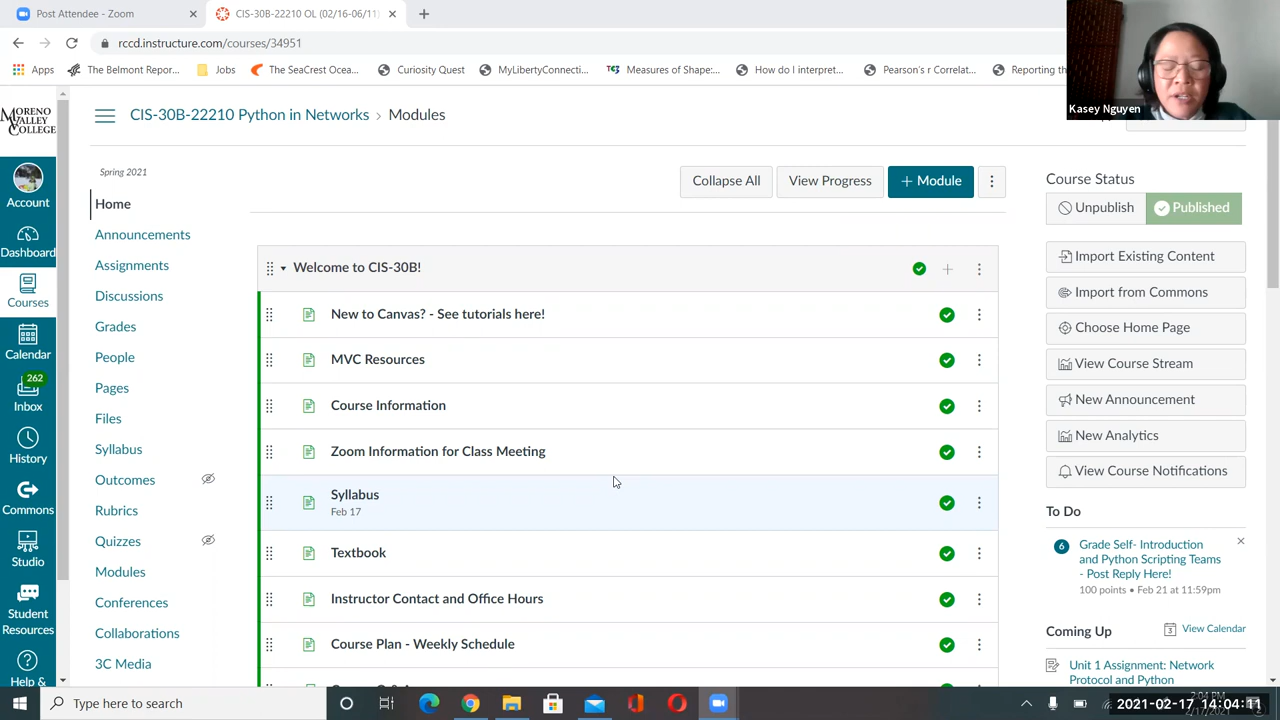 Post Attendee - Zoom
CIS-30B-22210 OL (02/16-06/11)
rccd.instructure.com/courses/34951
Apps
The Belmont Repor...
Jobs
The SeaCrest Ocea...
Curiosity Quest
MyLibertyConnecti...
Measures of Shape:...
How do I interpret...
Pearson's r Correlat...
Reporting th
Kasey Nguyen
MORENO
VALLEY
COLLEGE
CIS-30B-22210 Python in Networks
Modules
Account
Dashboard
Courses
Calendar
262
Inbox
History
Commons
Studio
Student
Resources
Help &
Spring 2021
Home
Announcements
Assignments
Discussions
Grades
People
Pages
Files
Syllabus
Outcomes
Rubrics
Quizzes
Modules
Conferences
Collaborations
3C Media
Collapse All
View Progress
+ Module
Welcome to CIS-30B!
New to Canvas? - See tutorials here!
MVC Resources
Course Information
Zoom Information for Class Meeting
Syllabus
Feb 17
Textbook
Instructor Contact and Office Hours
Course Plan - Weekly Schedule
Course Status
Unpublish
Published
Import Existing Content
Import from Commons
Choose Home Page
View Course Stream
New Announcement
New Analytics
View Course Notifications
To Do
6
Grade Self- Introduction
and Python Scripting Teams
- Post Reply Here!
100 points • Feb 21 at 11:59pm
Coming Up
3
View Calendar
Unit 1 Assignment: Network
Protocol and Python
Type here to search
2:04 PM
2021-02-17 14:04:11
2/17/2021